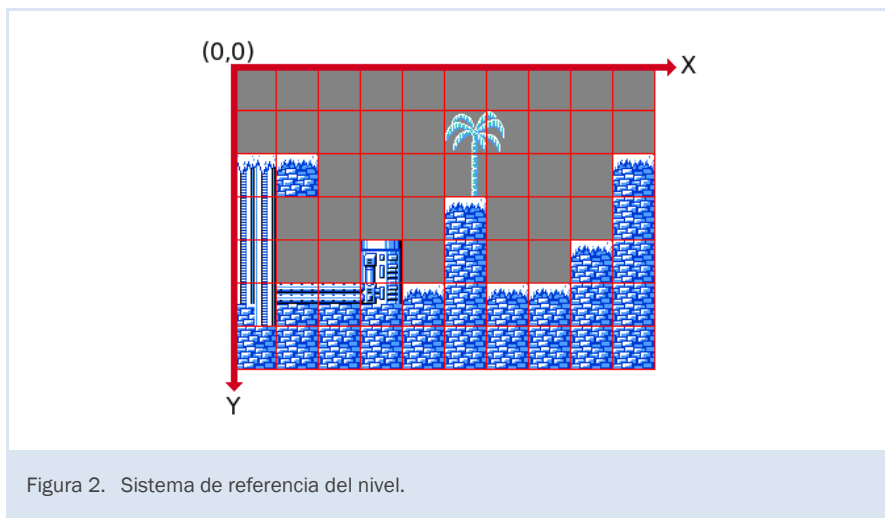 (0,0)
X
Y
Figura 2. Sistema de referencia del nivel.